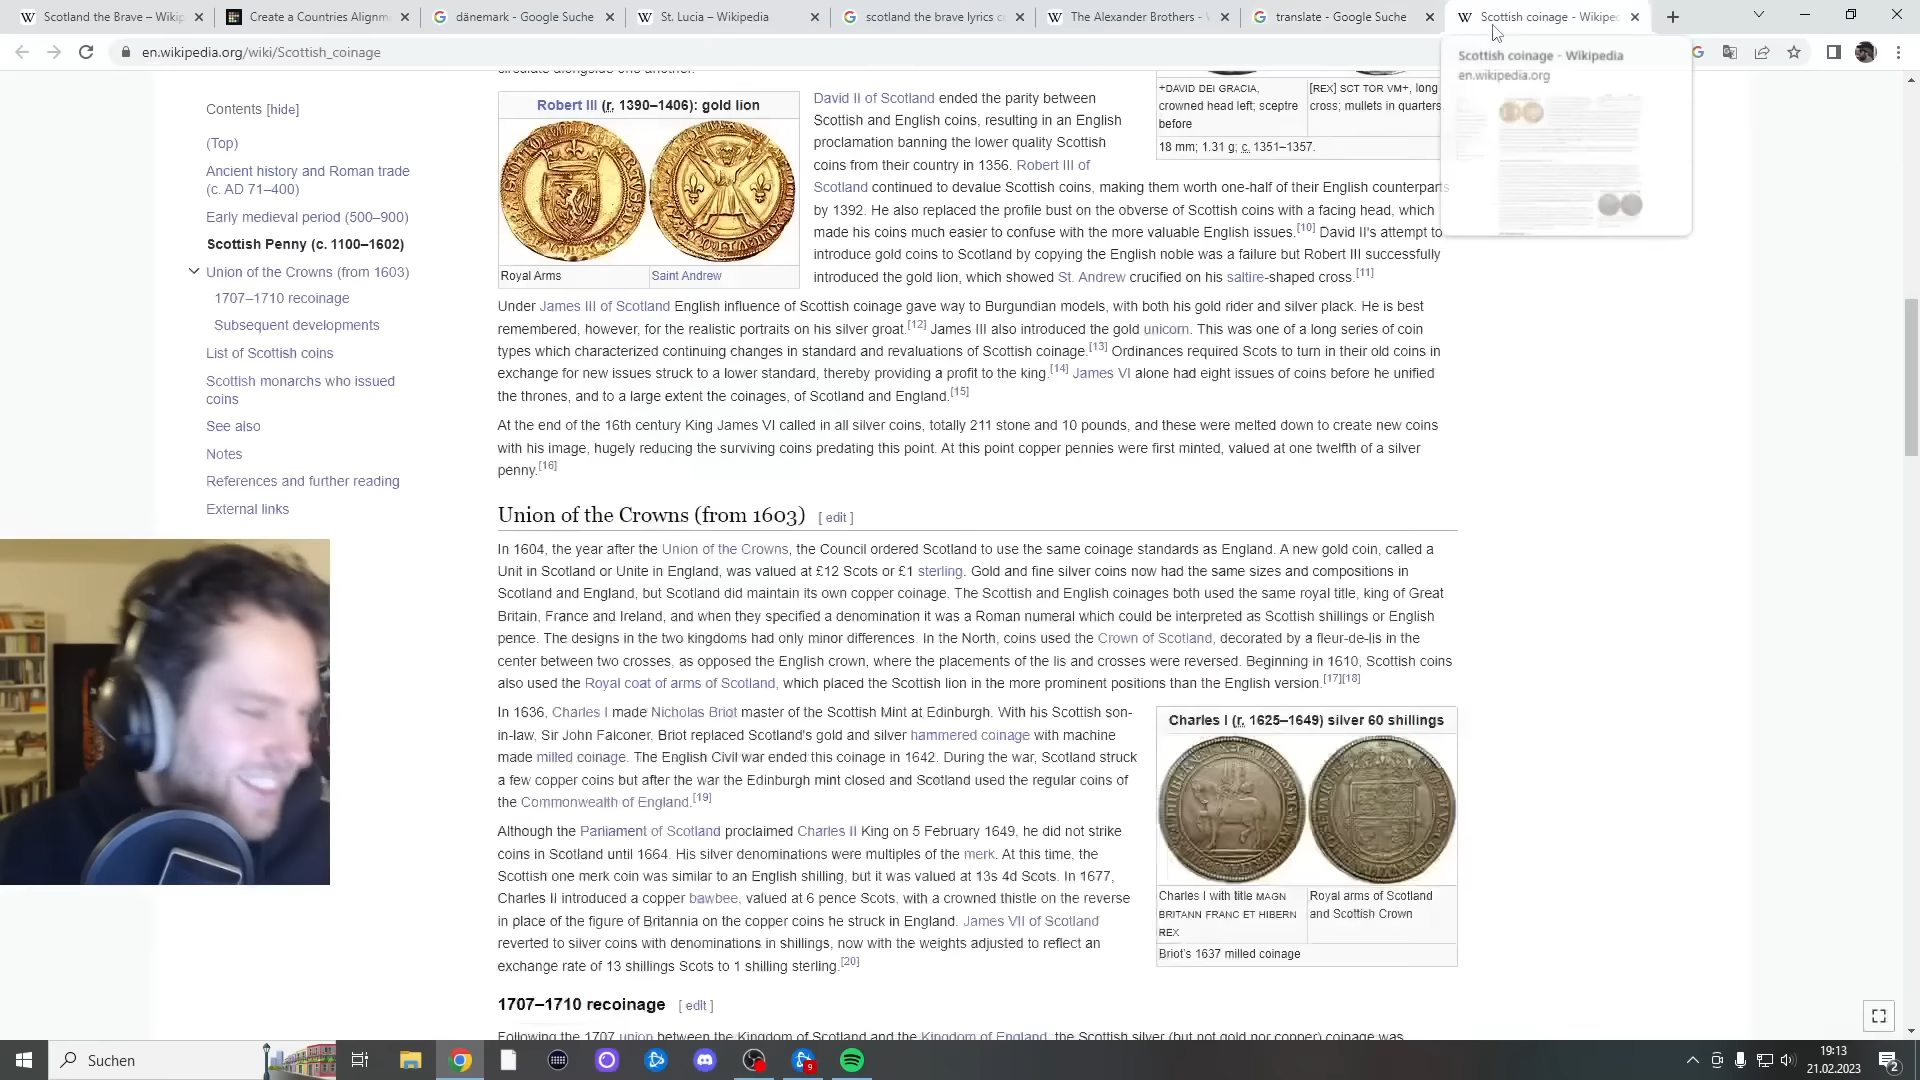 Scotland the Brave – Wikip
Create a Countries Alignm
dänemark - Google Suche
St. Lucia – Wikipedia
scotland the brave lyrics c
The Alexander Brothers -
translate - Google Suche
Scottish coinage - Wikiped
en.wikipedia.org/wiki/Scottish_coinage
Scottish coinage - Wikipedia
en.wikipedia.org
Contents [hide]
(Top)
Ancient history and Roman trade
(c. AD 71–400)
Early medieval period (500–900)
Scottish Penny (c. 1100–1602)
Union of the Crowns (from 1603)
1707–1710 recoinage
Subsequent developments
List of Scottish coins
Scottish monarchs who issued
coins
See also
Notes
References and further reading
External links
circulate alongside one another.
Robert III (r. 1390–1406): gold lion
Royal Arms
Saint Andrew
David II of Scotland ended the parity between
Scottish and English coins, resulting in an English
proclamation banning the lower quality Scottish
coins from their country in 1356. Robert III of
Scotland continued to devalue Scottish coins, making them worth one-half of their English counterparts
by 1392. He also replaced the profile bust on the obverse of Scottish coins with a facing head, which
made his coins much easier to confuse with the more valuable English issues.[10] David II's attempt to
introduce gold coins to Scotland by copying the English noble was a failure but Robert III successfully
introduced the gold lion, which showed St. Andrew crucified on his saltire-shaped cross.[11]
+DAVID DEI GRACIA,
crowned head left; sceptre
before
[REX] SCT TOR VM+, long
cross; mullets in quarters
18 mm; 1.31 g; c. 1351–1357.
Under James III of Scotland English influence of Scottish coinage gave way to Burgundian models, with both his gold rider and silver plack. He is best
remembered, however, for the realistic portraits on his silver groat.[12] James III also introduced the gold unicorn. This was one of a long series of coin
types which characterized continuing changes in standard and revaluations of Scottish coinage.[13] Ordinances required Scots to turn in their old coins in
exchange for new issues struck to a lower standard, thereby providing a profit to the king.[14] James VI alone had eight issues of coins before he unified
the thrones, and to a large extent the coinages, of Scotland and England.[15]
At the end of the 16th century King James VI called in all silver coins, totally 211 stone and 10 pounds, and these were melted down to create new coins
with his image, hugely reducing the surviving coins predating this point. At this point copper pennies were first minted, valued at one twelfth of a silver
penny.[16]
Union of the Crowns (from 1603) [ edit ]
In 1604, the year after the Union of the Crowns, the Council ordered Scotland to use the same coinage standards as England. A new gold coin, called a
Unit in Scotland or Unite in England, was valued at £12 Scots or £1 sterling. Gold and fine silver coins now had the same sizes and compositions in
Scotland and England, but Scotland did maintain its own copper coinage. The Scottish and English coinages both used the same royal title, king of Great
Britain, France and Ireland, and when they specified a denomination it was a Roman numeral which could be interpreted as Scottish shillings or English
pence. The designs in the two kingdoms had only minor differences. In the North, coins used the Crown of Scotland, decorated by a fleur-de-lis in the
center between two crosses, as opposed the English crown, where the placements of the lis and crosses were reversed. Beginning in 1610, Scottish coins
also used the Royal coat of arms of Scotland, which placed the Scottish lion in the more prominent positions than the English version.[17][18]
In 1636, Charles I made Nicholas Briot master of the Scottish Mint at Edinburgh. With his Scottish son-
in-law, Sir John Falconer, Briot replaced Scotland's gold and silver hammered coinage with machine
made milled coinage. The English Civil war ended this coinage in 1642. During the war, Scotland struck
a few copper coins but after the war the Edinburgh mint closed and Scotland used the regular coins of
the Commonwealth of England.[19]
Although the Parliament of Scotland proclaimed Charles II King on 5 February 1649, he did not strike
coins in Scotland until 1664. His silver denominations were multiples of the merk. At this time, the
Scottish one merk coin was similar to an English shilling, but it was valued at 13s 4d Scots. In 1677,
Charles II introduced a copper bawbee, valued at 6 pence Scots, with a crowned thistle on the reverse
in place of the figure of Britannia on the copper coins he struck in England. James VII of Scotland
reverted to silver coins with denominations in shillings, now with the weights adjusted to reflect an
exchange rate of 13 shillings Scots to 1 shilling sterling.[20]
Charles I (r. 1625–1649) silver 60 shillings
Charles I with title MAGN
BRITANN FRANC ET HIBERN
REX
Royal arms of Scotland
and Scottish Crown
Briot's 1637 milled coinage
1707–1710 recoinage [ edit ]
Following the 1707 union between the Kingdom of Scotland and the Kingdom of England, the Scottish silver (but not gold nor copper) coinage was
Suchen
9
19:13
21.02.2023
2